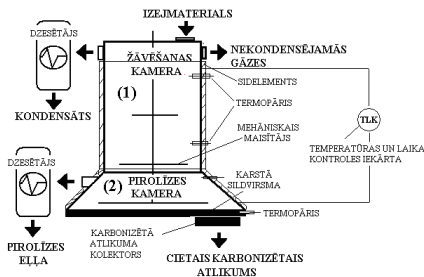 IZEJMATERIALS
DZESĒTĀJS
ŽĀVĒŠANAS
KAMERA
NEKONDENSĒJAMĀS
GĀZES
SIDELEMENTS
(1)
KONDENSĀTS
TERMOPĀRIS
TLK
MEHĀNISKAIS
MAISĪTĀJS
TEMPERATŪRAS UN LAIKA
KONTROLES IEKĀRTA
DZESĒTĀJS
(2)
PIROLĪZES
KAMERA
KARSTĀ
SILDVIRSMA
TERMOPĀRIS
PIROLĪZES
EĻĻA
KARBONIZĒTĀ
ATLIKUMA
KOLEKTORS
CIETAIS KARBONIZĒTAIS
ATLIKUMS